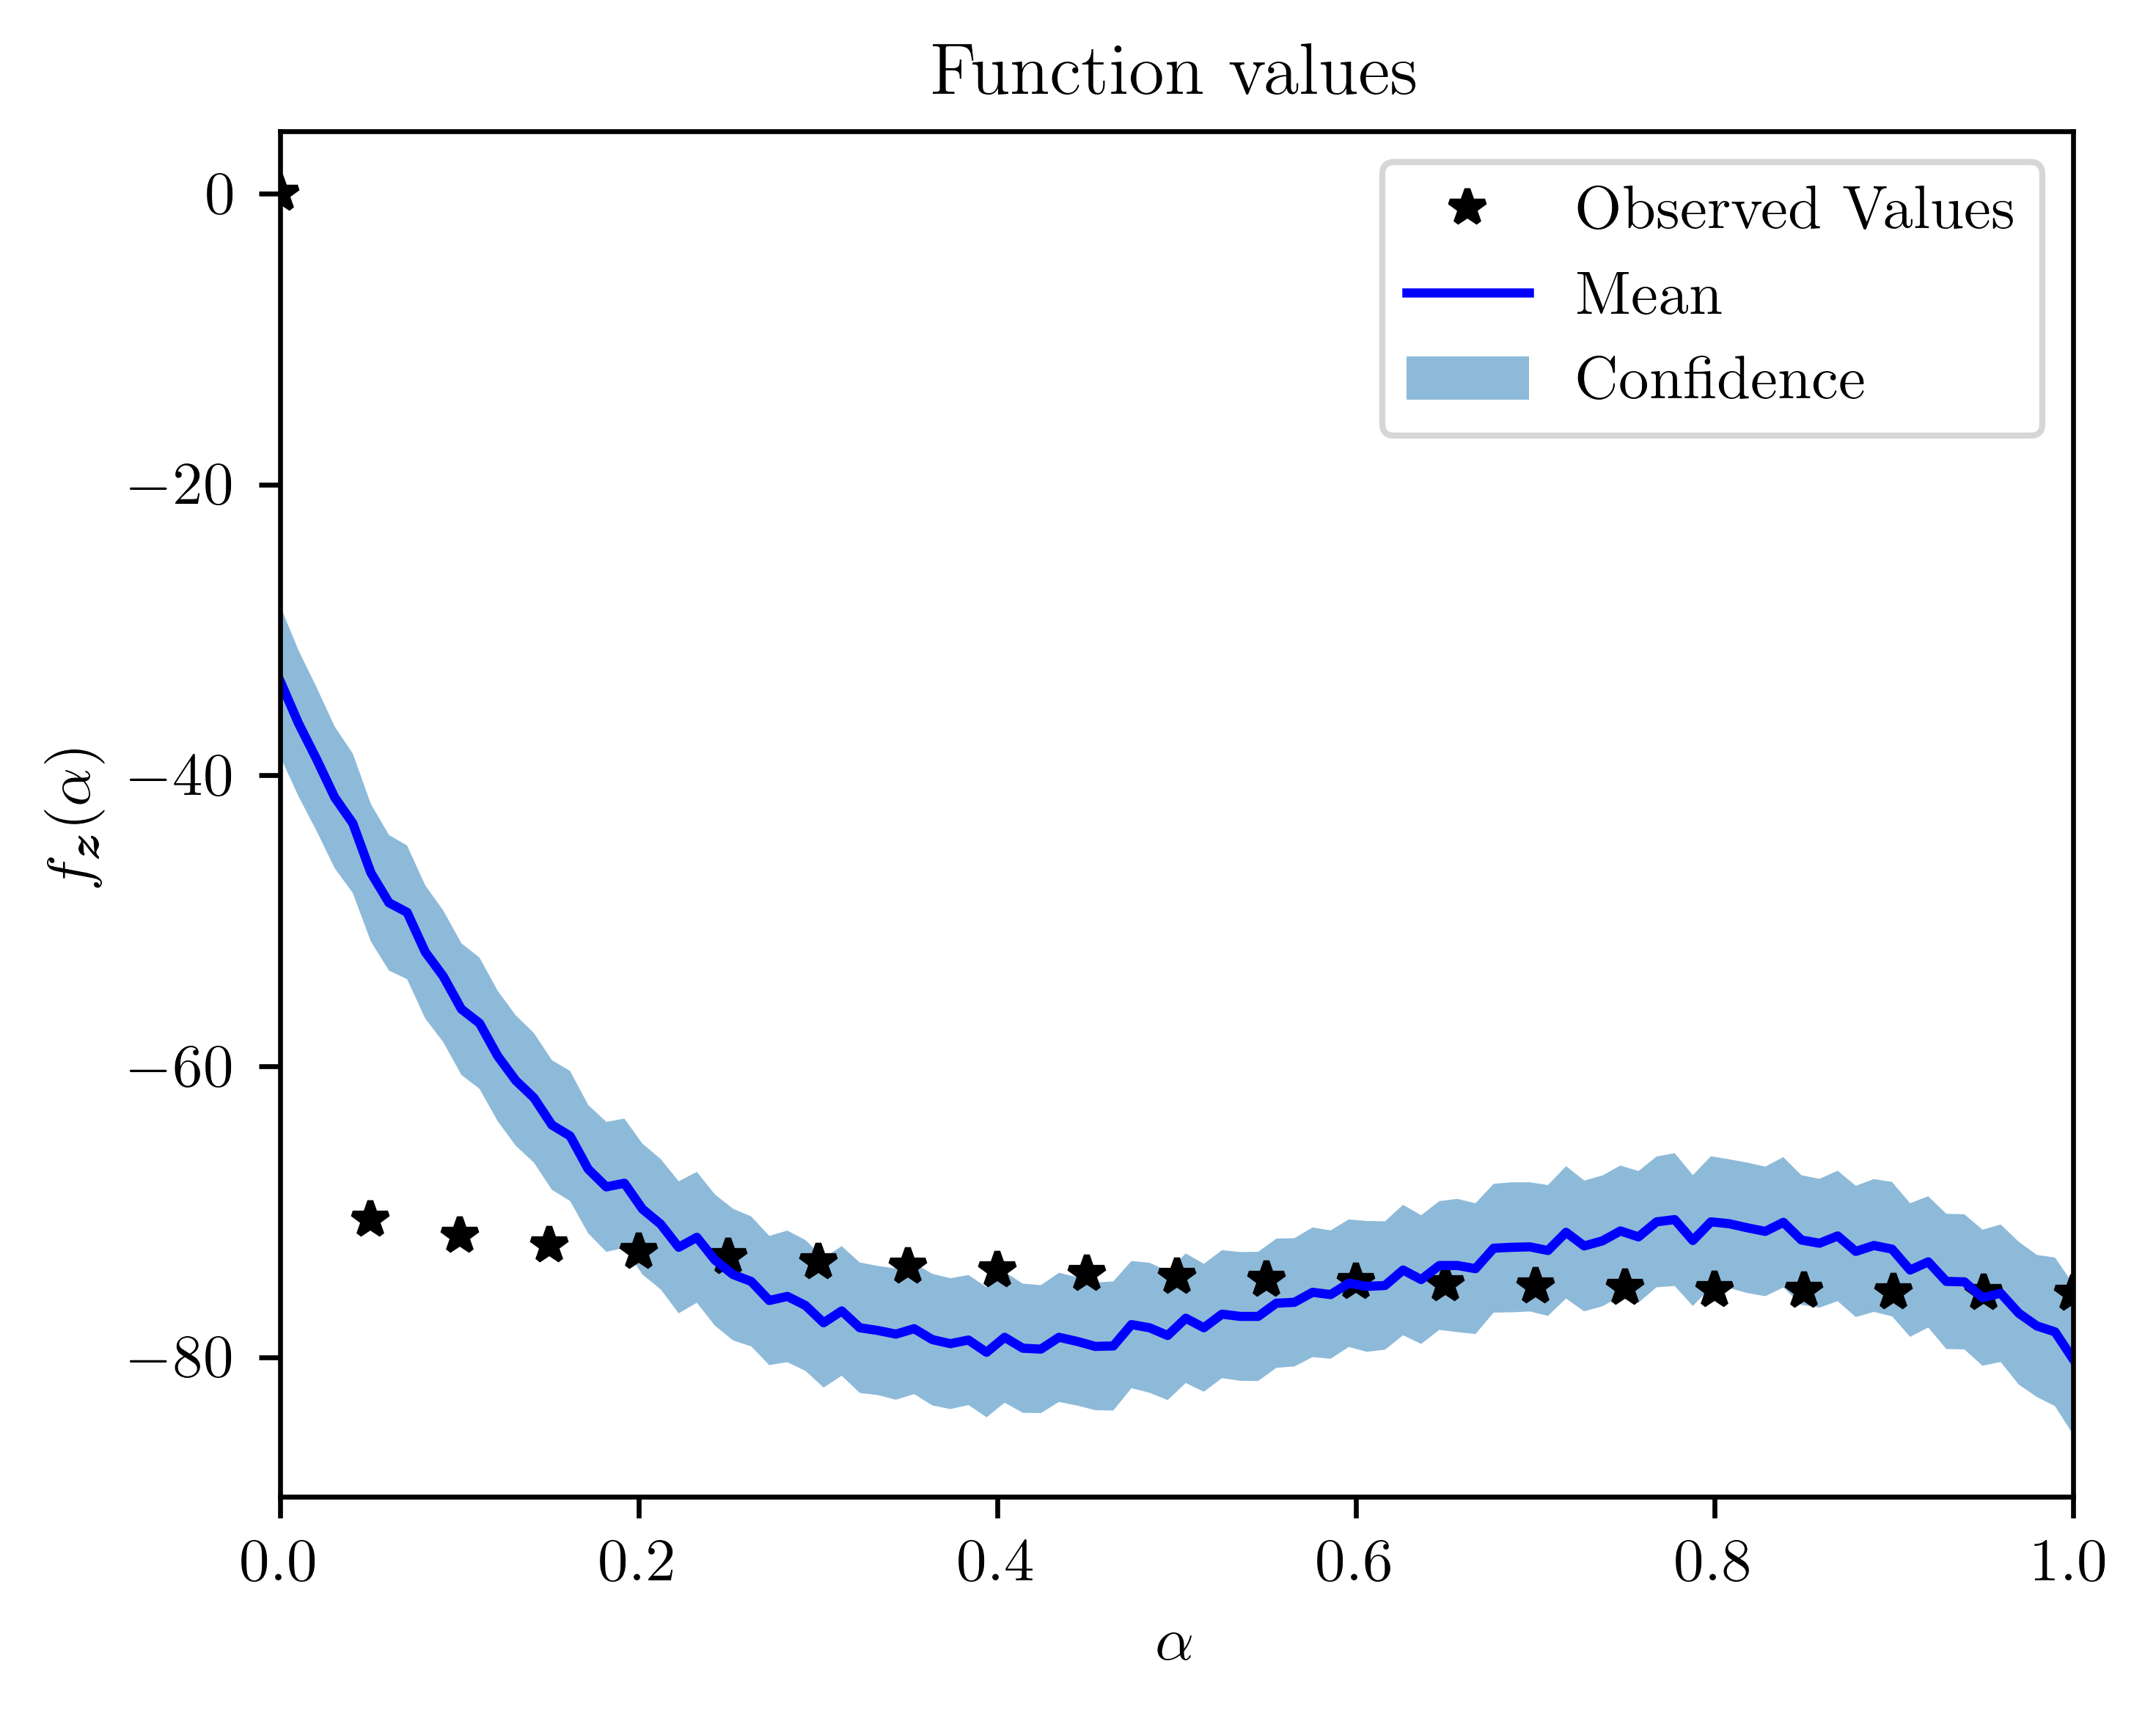 Function values
Observed Values
Mean
Confidence
0
−20
−40
−60
−80
f_z(α)
0.0 0.2 0.4 0.6 0.8 1.0
α